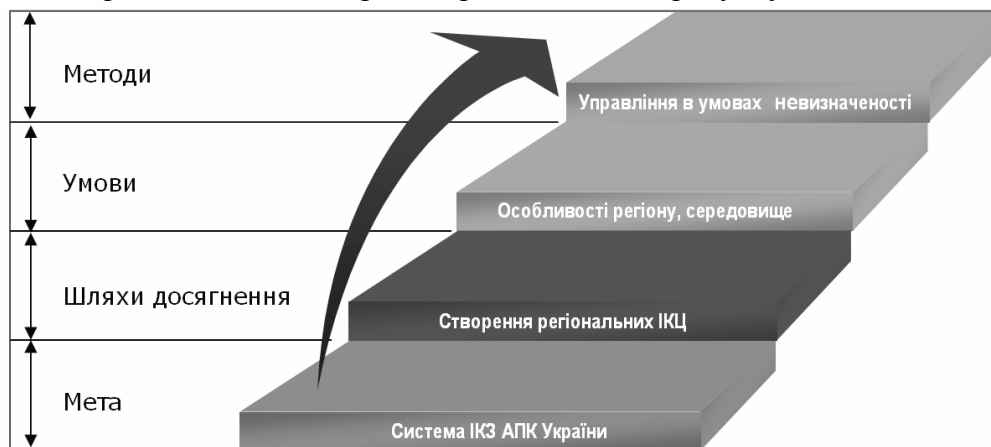 Методи
Управління в умовах невизначеності
Умови
Особливості регіону, середовище
Шляхи досягнення
Створення регіональних ІКЦ
Мета
Система ІКЗ АПК України